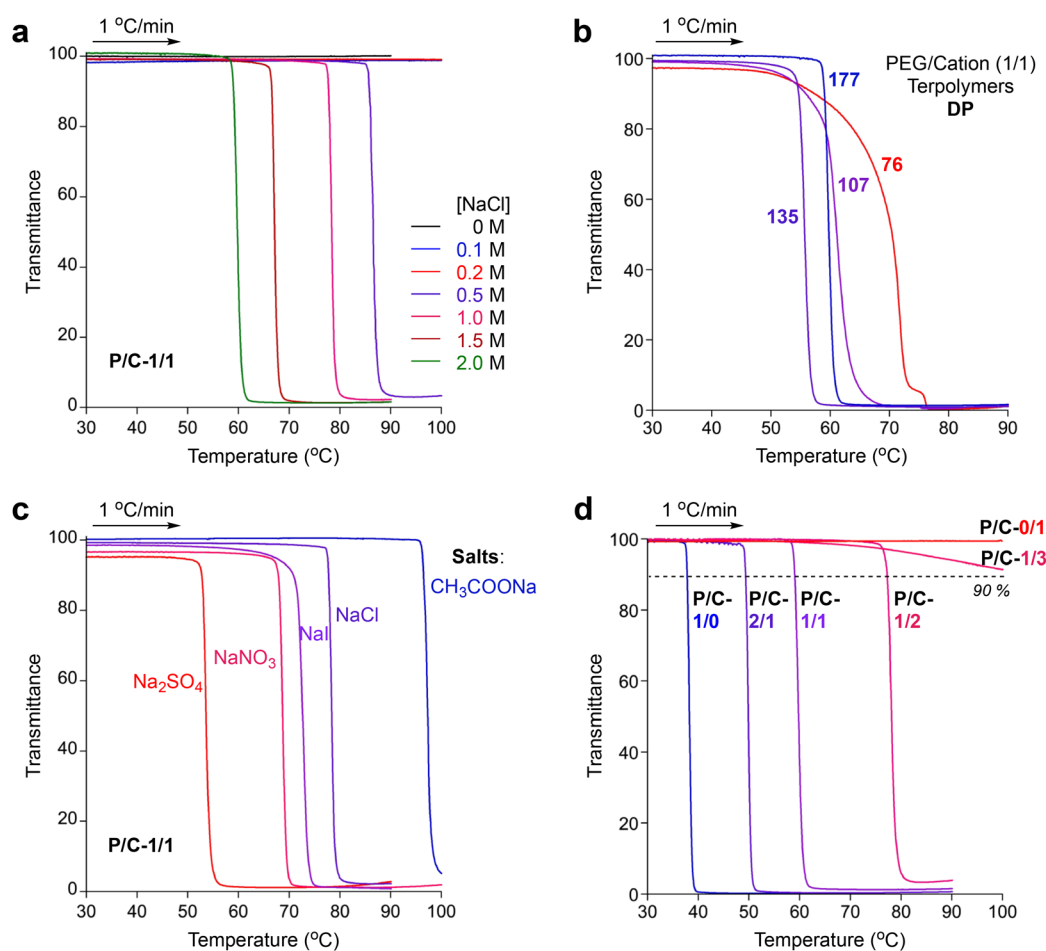 a
1 °C/min
100
80
60
40
20
0
Transmittance
[NaCl]
0 M
0.1 M
0.2 M
0.5 M
1.0 M
1.5 M
2.0 M
P/C-1/1
30 40 50 60 70 80 90 100
Temperature (°C)
b
1 °C/min
100
80
60
40
20
0
Transmittance
PEG/Cation (1/1)
Terpolymers
DP
177
76
107
135
30 40 50 60 70 80 90
Temperature (°C)
c
1 °C/min
100
80
60
40
20
0
Transmittance
Salts:
CH₃COONa
NaCl
NaI
NaNO₃
Na₂SO₄
P/C-1/1
30 40 50 60 70 80 90 100
Temperature (°C)
d
1 °C/min
100
80
60
40
20
0
Transmittance
P/C-0/1
P/C-1/3
90 %
P/C-
1/0
P/C-
2/1
P/C-
1/1
P/C-
1/2
30 40 50 60 70 80 90 100
Temperature (°C)